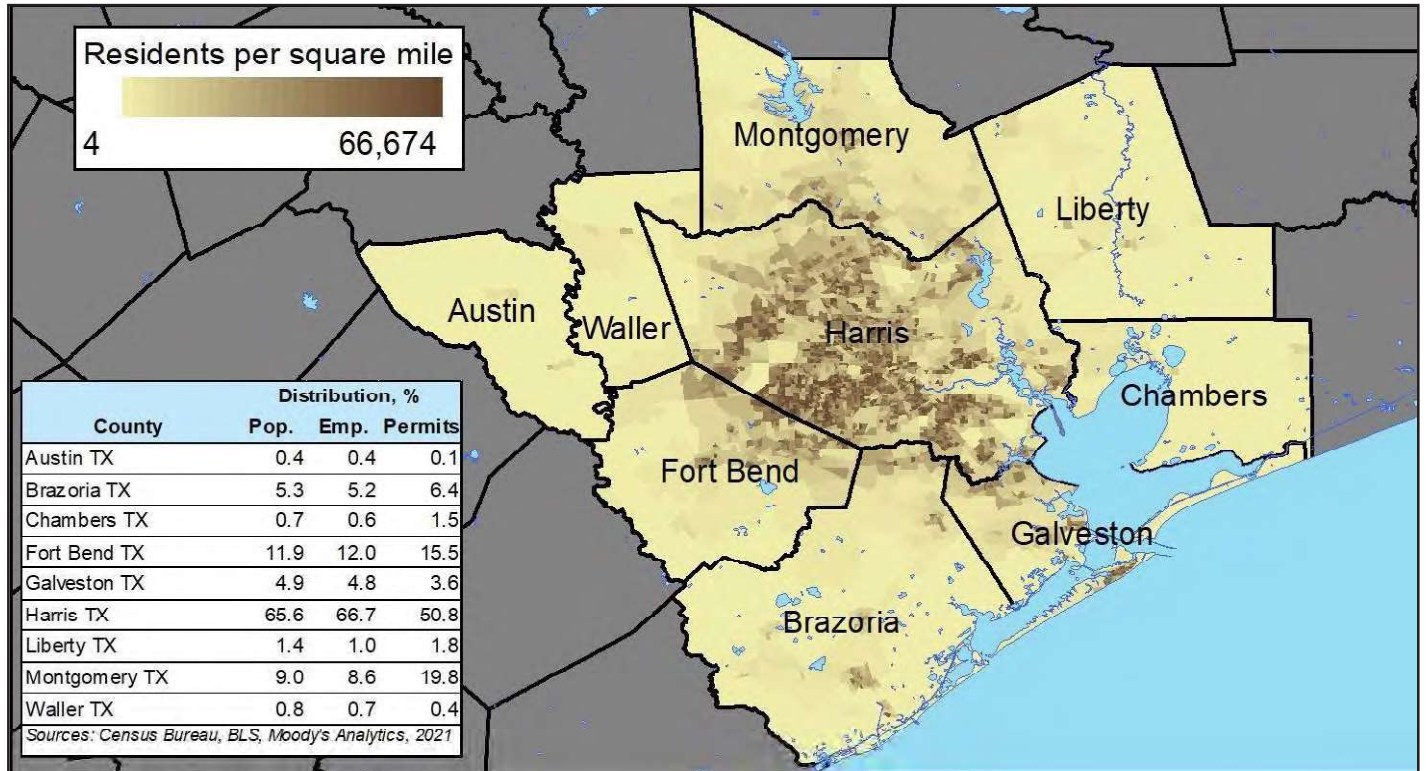 Residents per square mile
4 66,674
Montgomery
Liberty
Austin
Waller
Harris
Chambers
Fort Bend
Galveston
Brazoria
Distribution, %
County Pop. Emp. Permits
Austin TX 0.4 0.4 0.1
Brazoria TX 5.3 5.2 6.4
Chambers TX 0.7 0.6 1.5
Fort Bend TX 11.9 12.0 15.5
Galveston TX 4.9 4.8 3.6
Harris TX 65.6 66.7 50.8
Liberty TX 1.4 1.0 1.8
Montgomery TX 9.0 8.6 19.8
Waller TX 0.8 0.7 0.4
Sources: Census Bureau, BLS, Moody's Analytics, 2021